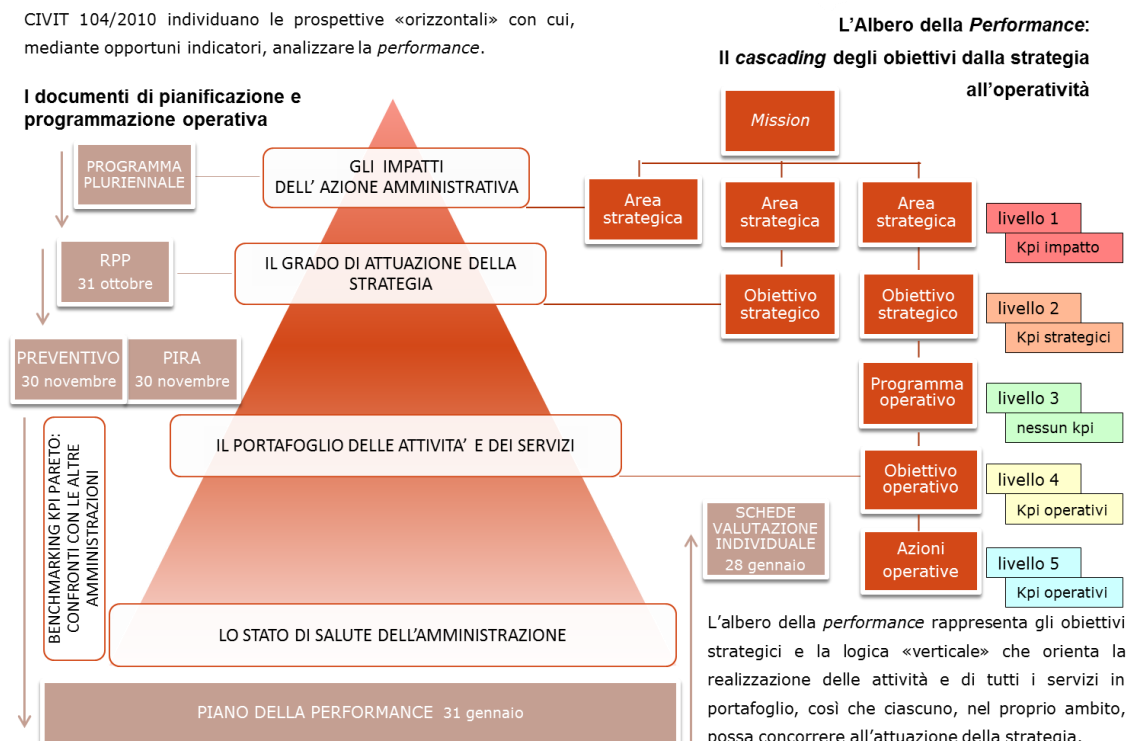 CIVIT 104/2010 individuano le prospettive «orizzontali» con cui,
mediante opportuni indicatori, analizzare la performance.
L’Albero della Performance:
Il cascading degli obiettivi dalla strategia
all’operatività
I documenti di pianificazione e
programmazione operativa
PROGRAMMA
PLURIENNALE
RPP
31 ottobre
PREVENTIVO
30 novembre
PIRA
30 novembre
BENCHMARKING KPI PARETO:
CONFRONTI CON LE ALTRE
AMMINISTRAZIONI
GLI IMPATTI
DELL’ AZIONE AMMINISTRATIVA
IL GRADO DI ATTUAZIONE DELLA
STRATEGIA
IL PORTAFOGLIO DELLE ATTIVITA’ E DEI SERVIZI
LO STATO DI SALUTE DELL’AMMINISTRAZIONE
PIANO DELLA PERFORMANCE 31 gennaio
SCHEDE
VALUTAZIONE
INDIVIDUALE
28 gennaio
Mission
Area
strategica
Area
strategica
Area
strategica
livello 1
Kpi impatto
Obiettivo
strategico
Obiettivo
strategico
livello 2
Kpi strategici
Programma
operativo
livello 3
nessun kpi
Obiettivo
operativo
livello 4
Kpi operativi
Azioni
operative
livello 5
Kpi operativi
L’albero della performance rappresenta gli obiettivi
strategici e la logica «verticale» che orienta la
realizzazione delle attività e di tutti i servizi in
portafoglio, così che ciascuno, nel proprio ambito,
possa concorrere all’attuazione della strategia.